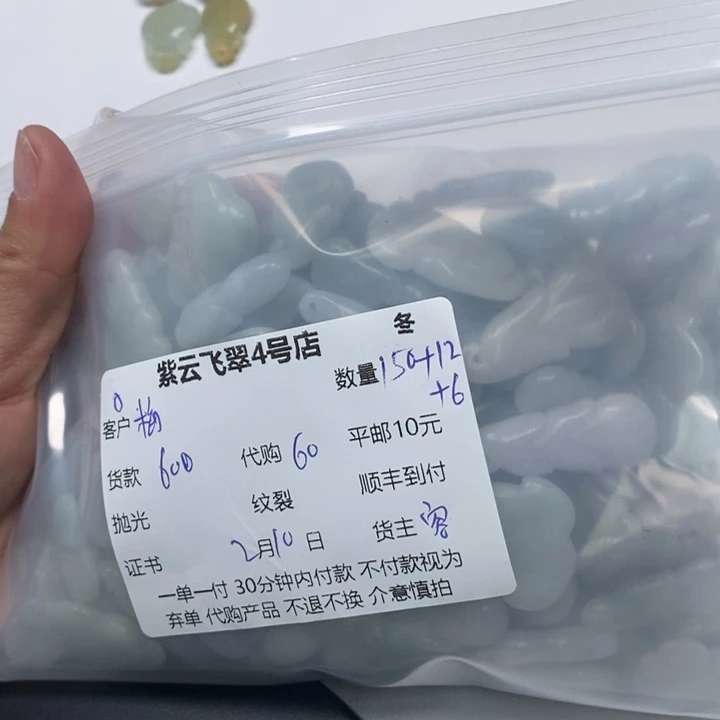 冬
紫云飞翠4号店
数量150+12
+6
客户 梅
货款 600 代购 60 平邮10元
抛光 纹裂 顺丰到付
证书 2月10日 货主
一单一付 30分钟内付款 不付款视为
弃单 代购产品 不退不换 介意慎拍